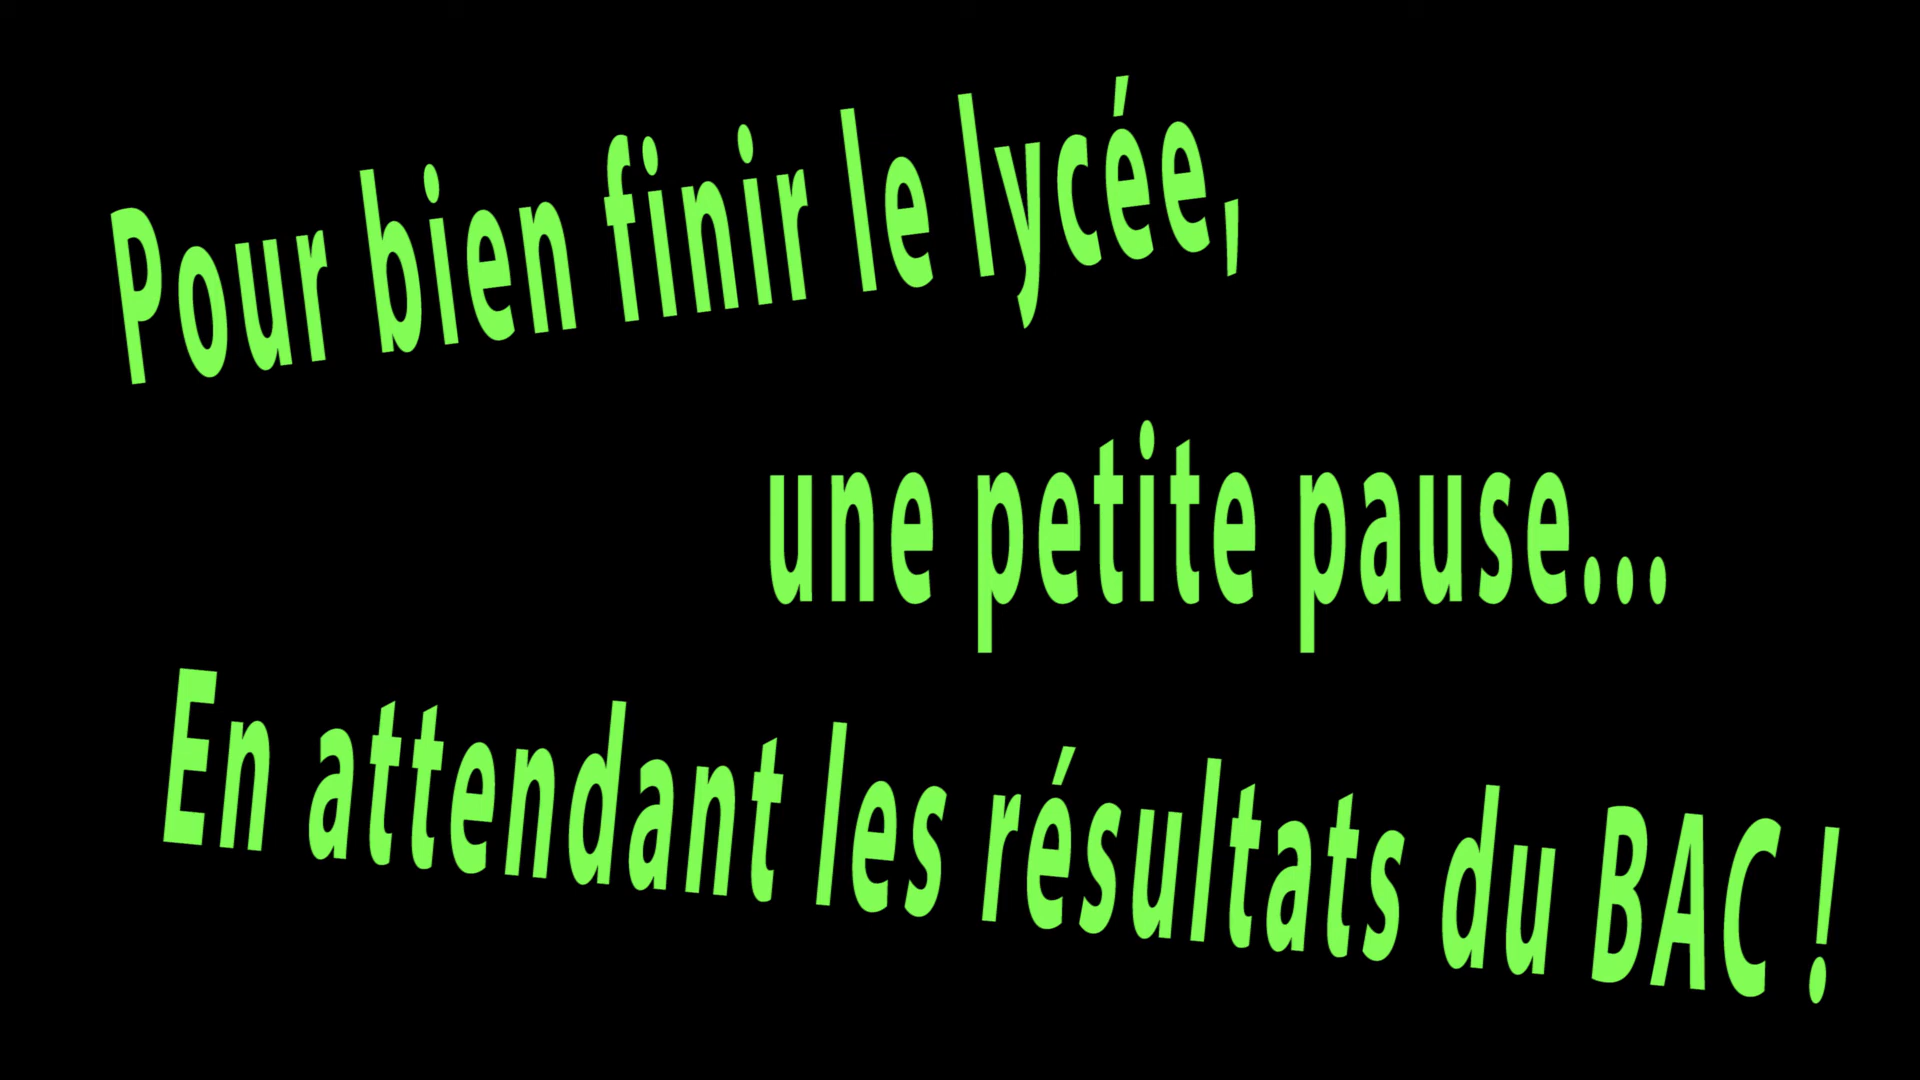 Pour bien finir le lycée,
une petite pause...
En attendant les résultats du BAC !